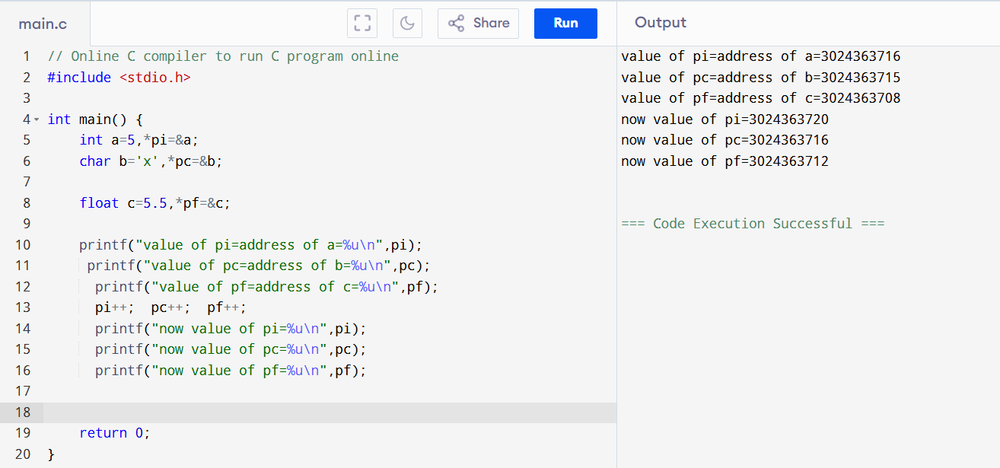 main.c
Share
Run
Output
1 // Online C compiler to run C program online
2 #include <stdio.h>
3
4 int main() {
5     int a=5,*pi=&a;
6     char b='x',*pc=&b;
7
8     float c=5.5,*pf=&c;
9
10     printf("value of pi=address of a=%u\n",pi);
11      printf("value of pc=address of b=%u\n",pc);
12       printf("value of pf=address of c=%u\n",pf);
13       pi++;  pc++;  pf++;
14       printf("now value of pi=%u\n",pi);
15       printf("now value of pc=%u\n",pc);
16       printf("now value of pf=%u\n",pf);
17
18
19     return 0;
20 }
value of pi=address of a=3024363716
value of pc=address of b=3024363715
value of pf=address of c=3024363708
now value of pi=3024363720
now value of pc=3024363716
now value of pf=3024363712
=== Code Execution Successful ===